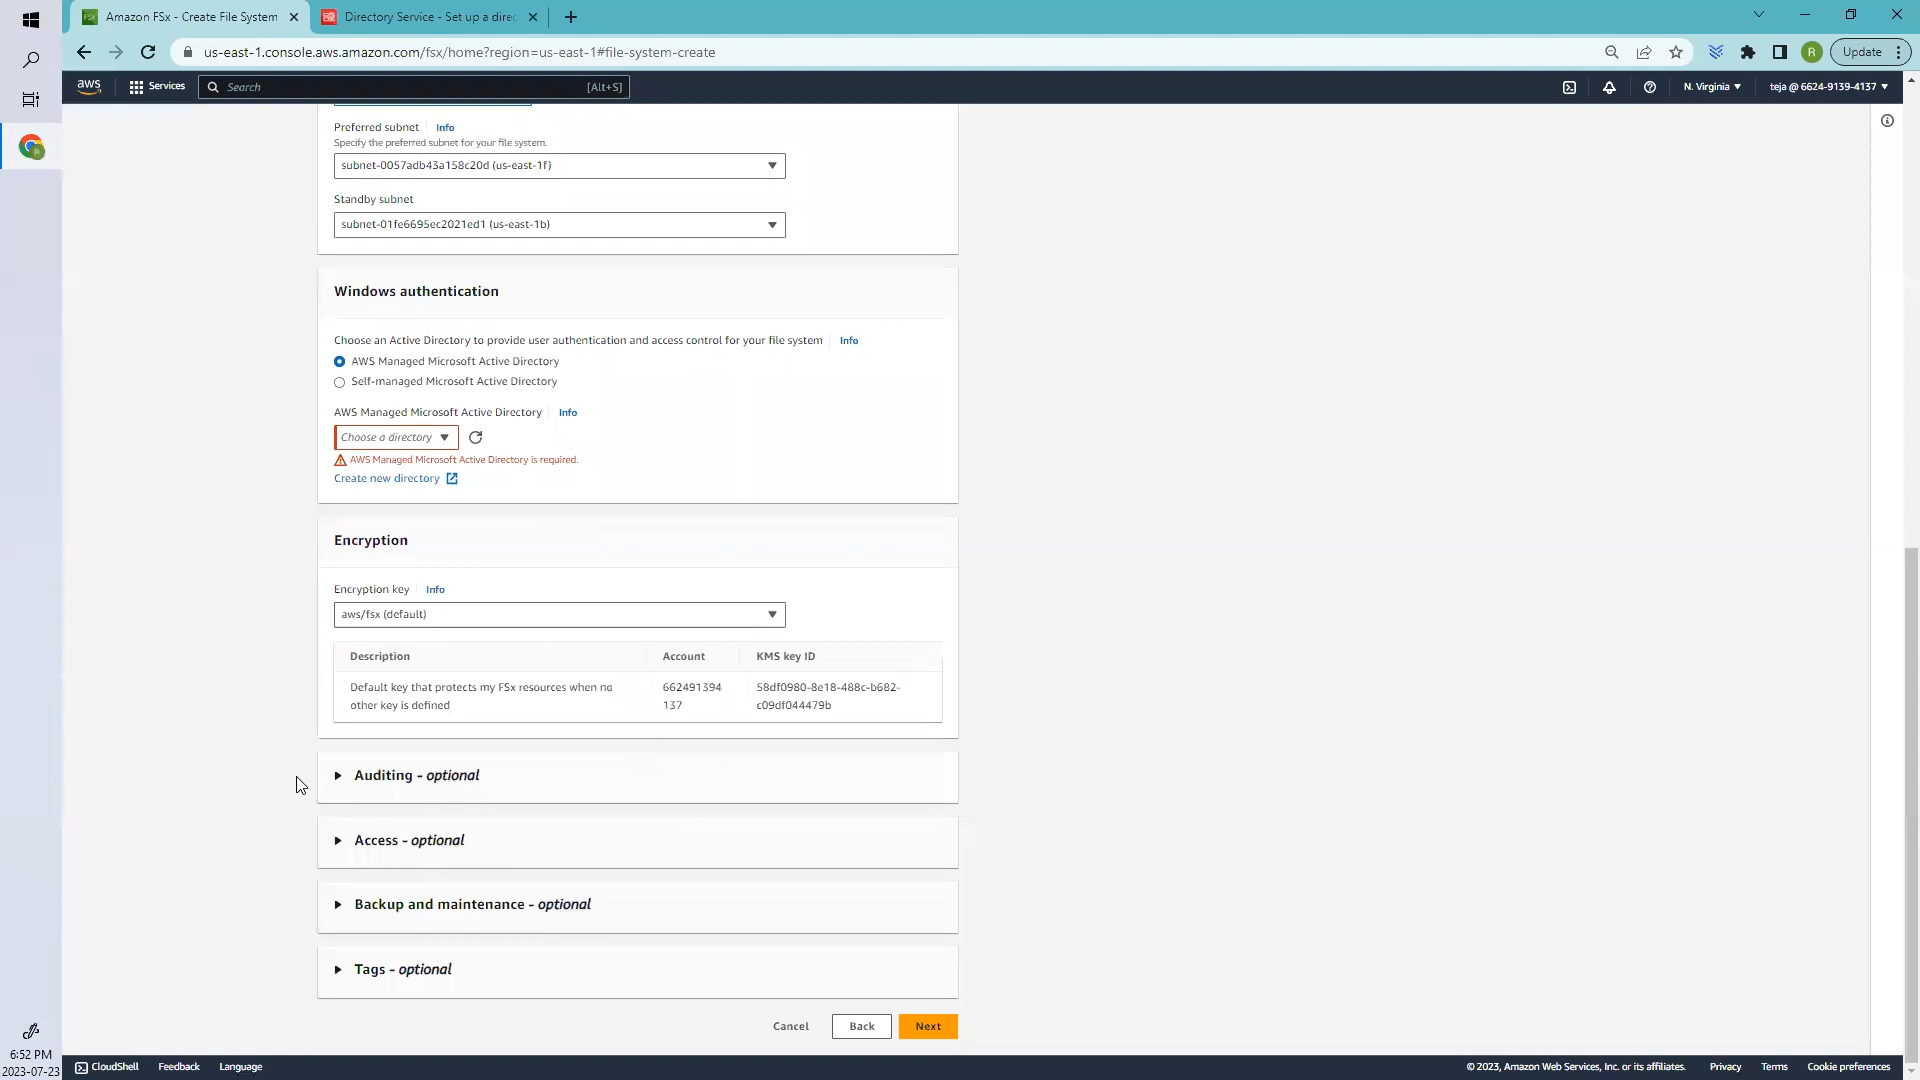 Amazon FSx - Create File System
Directory Service - Set up a direc
us-east-1.console.aws.amazon.com/fsx/home?region=us-east-1#file-system-create
R
Update
aws
Services
Search
[Alt+S]
N. Virginia
teja @ 6624-9139-4137
Preferred subnet
Info
Specify the preferred subnet for your file system.
subnet-0057adb43a158c20d (us-east-1f)
Standby subnet
subnet-01fe6695ec2021ed1 (us-east-1b)
Windows authentication
Choose an Active Directory to provide user authentication and access control for your file system
Info
AWS Managed Microsoft Active Directory
Self-managed Microsoft Active Directory
AWS Managed Microsoft Active Directory
Info
Choose a directory
AWS Managed Microsoft Active Directory is required.
Create new directory
Encryption
Encryption key
Info
aws/fsx (default)
Description
Account
KMS key ID
Default key that protects my FSx resources when no
other key is defined
662491394
137
58df0980-8e18-488c-b682-
c09df044479b
Auditing - optional
Access - optional
Backup and maintenance - optional
Tags - optional
Cancel
Back
Next
6:52 PM
2023-07-23
CloudShell
Feedback
Language
© 2023, Amazon Web Services, Inc. or its affiliates.
Privacy
Terms
Cookie preferences